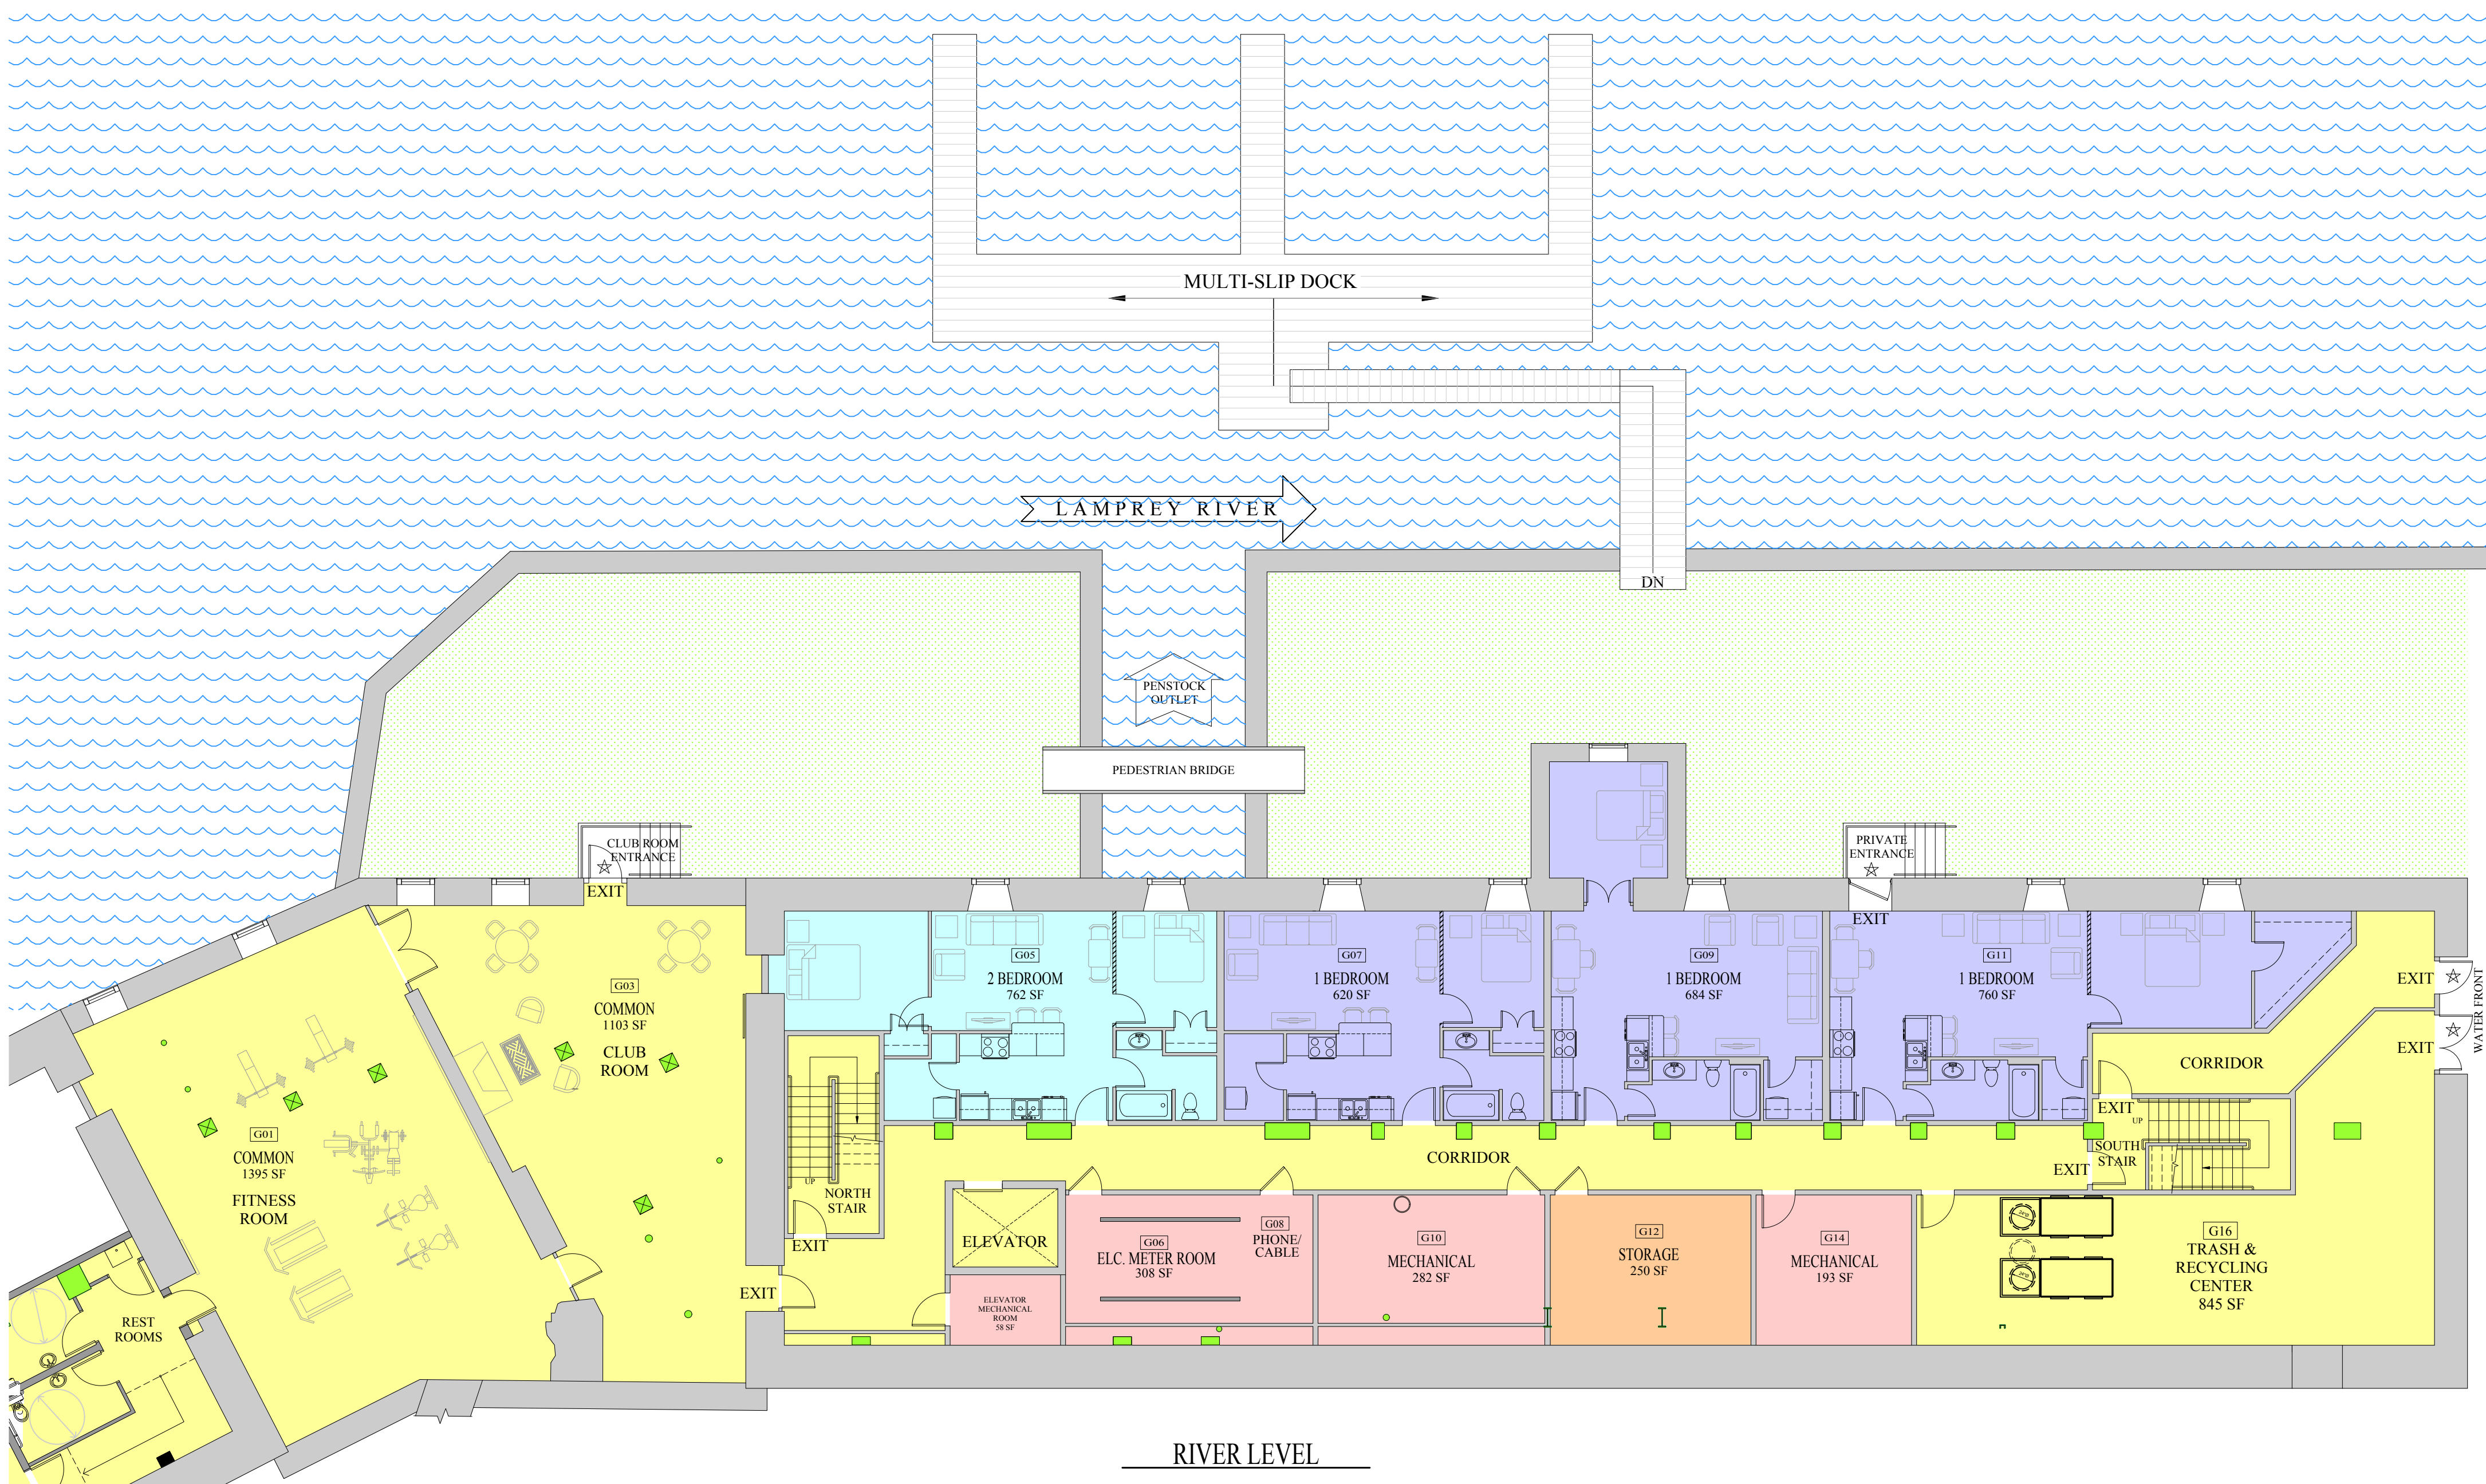 MULTI-SLIP DOCK
LAMPREY RIVER
DN
PENSTOCK
OUTLET
PEDESTRIAN BRIDGE
CLUB ROOM
ENTRANCE
EXIT
PRIVATE
ENTRANCE
EXIT
G01
COMMON
1395 SF
FITNESS
ROOM
G03
COMMON
1103 SF
CLUB
ROOM
REST
ROOMS
G05
2 BEDROOM
762 SF
G07
1 BEDROOM
620 SF
G09
1 BEDROOM
684 SF
G11
1 BEDROOM
760 SF
EXIT
EXIT
WATER FRONT
CORRIDOR
EXIT
UP
SOUTH
STAIR
EXIT
CORRIDOR
UP
NORTH
STAIR
EXIT
EXIT
ELEVATOR
ELEVATOR
MECHANICAL
ROOM
58 SF
G06
ELC. METER ROOM
308 SF
G08
PHONE/
CABLE
G10
MECHANICAL
282 SF
G12
STORAGE
250 SF
G14
MECHANICAL
193 SF
G16
TRASH &
RECYCLING
CENTER
845 SF
RIVER LEVEL